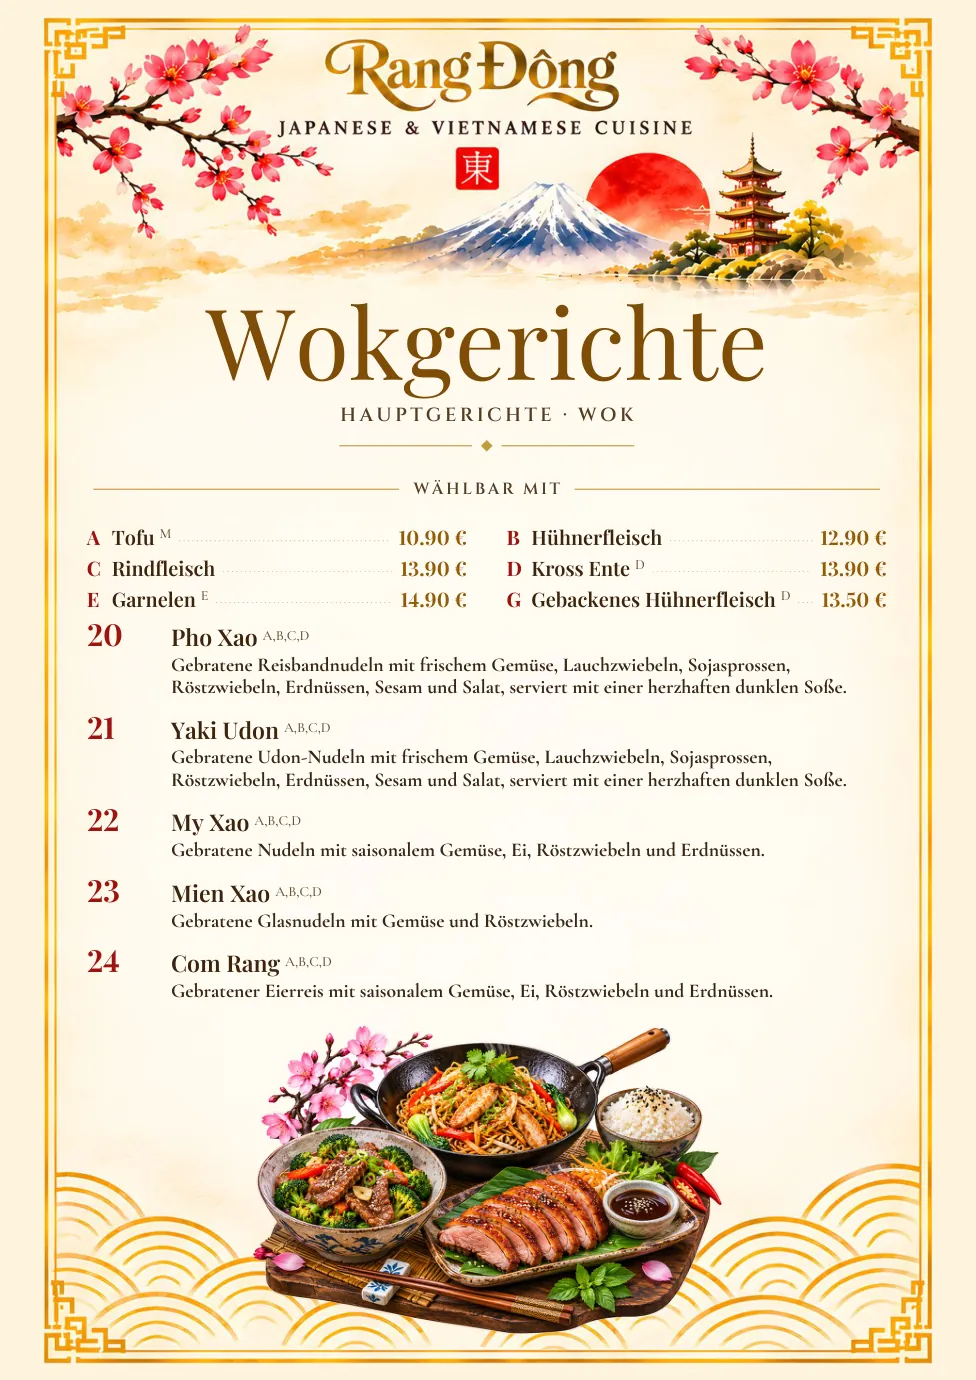 Rang Đông
JAPANESE & VIETNAMESE CUISINE
東
Wokgerichte
HAUPTGERICHTE · WOK
WÄHLBAR MIT
A Tofu M 10.90 €
B Hühnerfleisch 12.90 €
C Rindfleisch 13.90 €
D Kross Ente D 13.90 €
E Garnelen E 14.90 €
G Gebackenes Hühnerfleisch D 13.50 €
20 Pho Xao A,B,C,D
Gebratene Reisbandnudeln mit frischem Gemüse, Lauchzwiebeln, Sojasprossen,
Röstzwiebeln, Erdnüssen, Sesam und Salat, serviert mit einer herzhaften dunklen Soße.
21 Yaki Udon A,B,C,D
Gebratene Udon-Nudeln mit frischem Gemüse, Lauchzwiebeln, Sojasprossen,
Röstzwiebeln, Erdnüssen, Sesam und Salat, serviert mit einer herzhaften dunklen Soße.
22 My Xao A,B,C,D
Gebratene Nudeln mit saisonalem Gemüse, Ei, Röstzwiebeln und Erdnüssen.
23 Mien Xao A,B,C,D
Gebratene Glasnudeln mit Gemüse und Röstzwiebeln.
24 Com Rang A,B,C,D
Gebratener Eierreis mit saisonalem Gemüse, Ei, Röstzwiebeln und Erdnüssen.